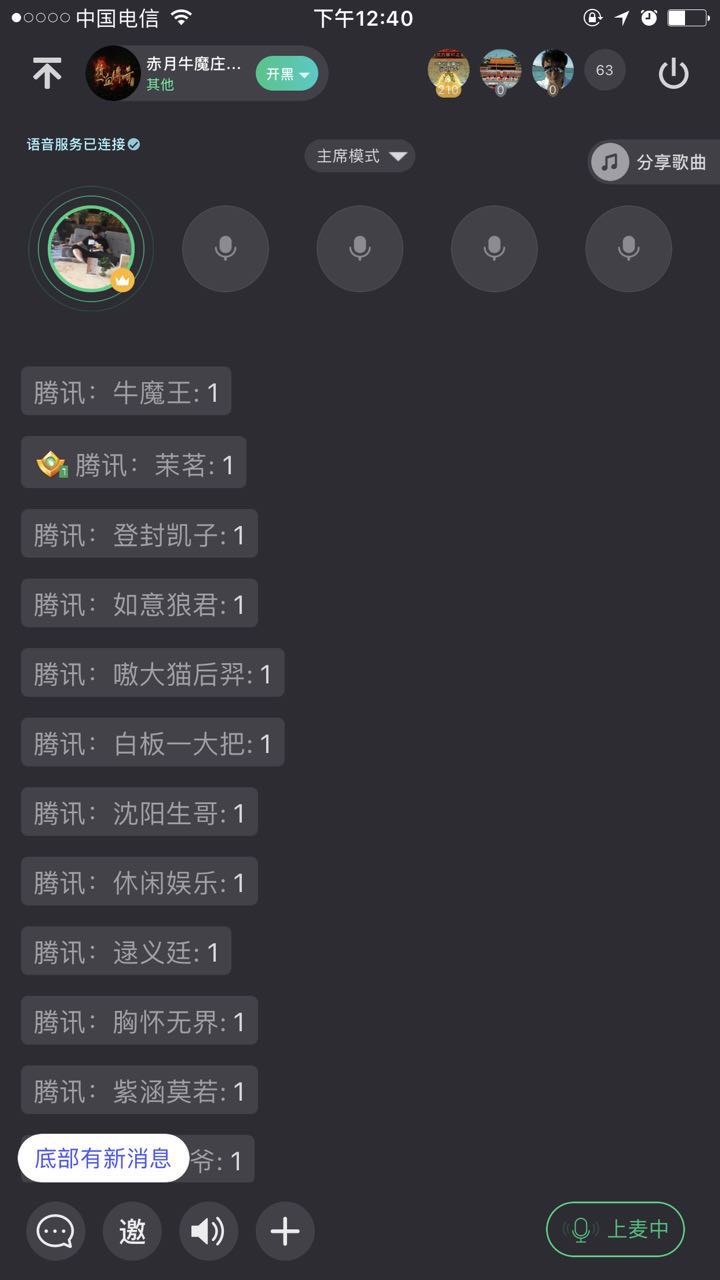 中国电信
下午12:40
赤月牛魔庄...
其他
开黑
210
0
0
63
语音服务已连接
主席模式
分享歌曲
腾讯：牛魔王: 1
1 腾讯：茉茗: 1
腾讯：登封凯子: 1
腾讯：如意狼君: 1
腾讯：嗷大猫后羿: 1
腾讯：白板一大把: 1
腾讯：沈阳生哥: 1
腾讯：休闲娱乐: 1
腾讯：逯义廷: 1
腾讯：胸怀无界: 1
腾讯：紫涵莫若: 1
底部有新消息
爷: 1
邀
上麦中